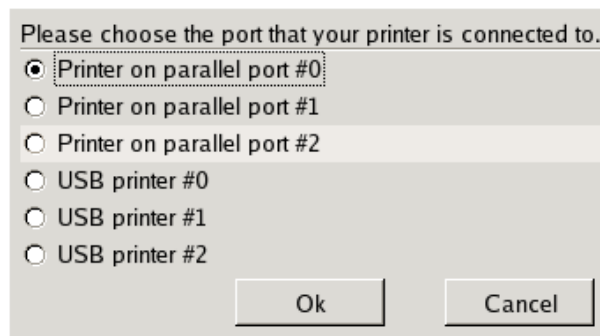 Please choose the port that your printer is connected to.
Printer on parallel port #0
Printer on parallel port #1
Printer on parallel port #2
USB printer #0
USB printer #1
USB printer #2
Ok Cancel